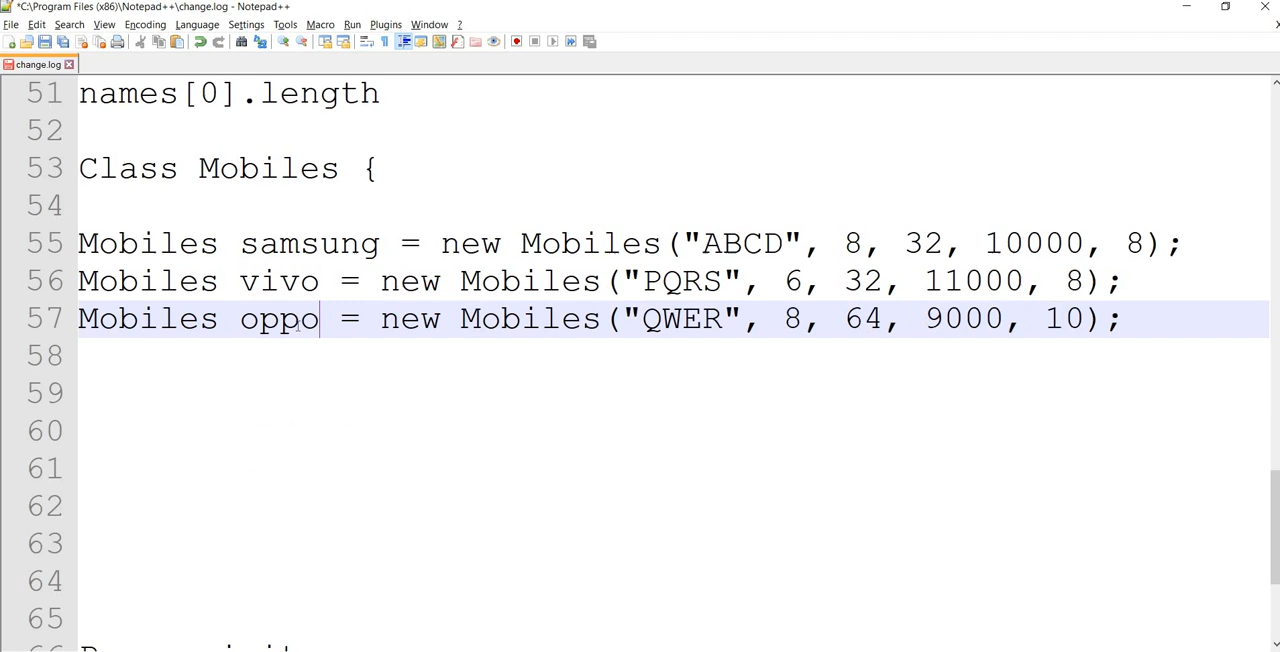 *C:\Program Files (x86)\Notepad++\change.log - Notepad++
File Edit Search View Encoding Language Settings Tools Macro Run Plugins Window ?
change.log
51 names[0].length
52
53 Class Mobiles {
54
55 Mobiles samsung = new Mobiles("ABCD", 8, 32, 10000, 8);
56 Mobiles vivo = new Mobiles("PQRS", 6, 32, 11000, 8);
57 Mobiles oppo = new Mobiles("QWER", 8, 64, 9000, 10);
58
59
60
61
62
63
64
65